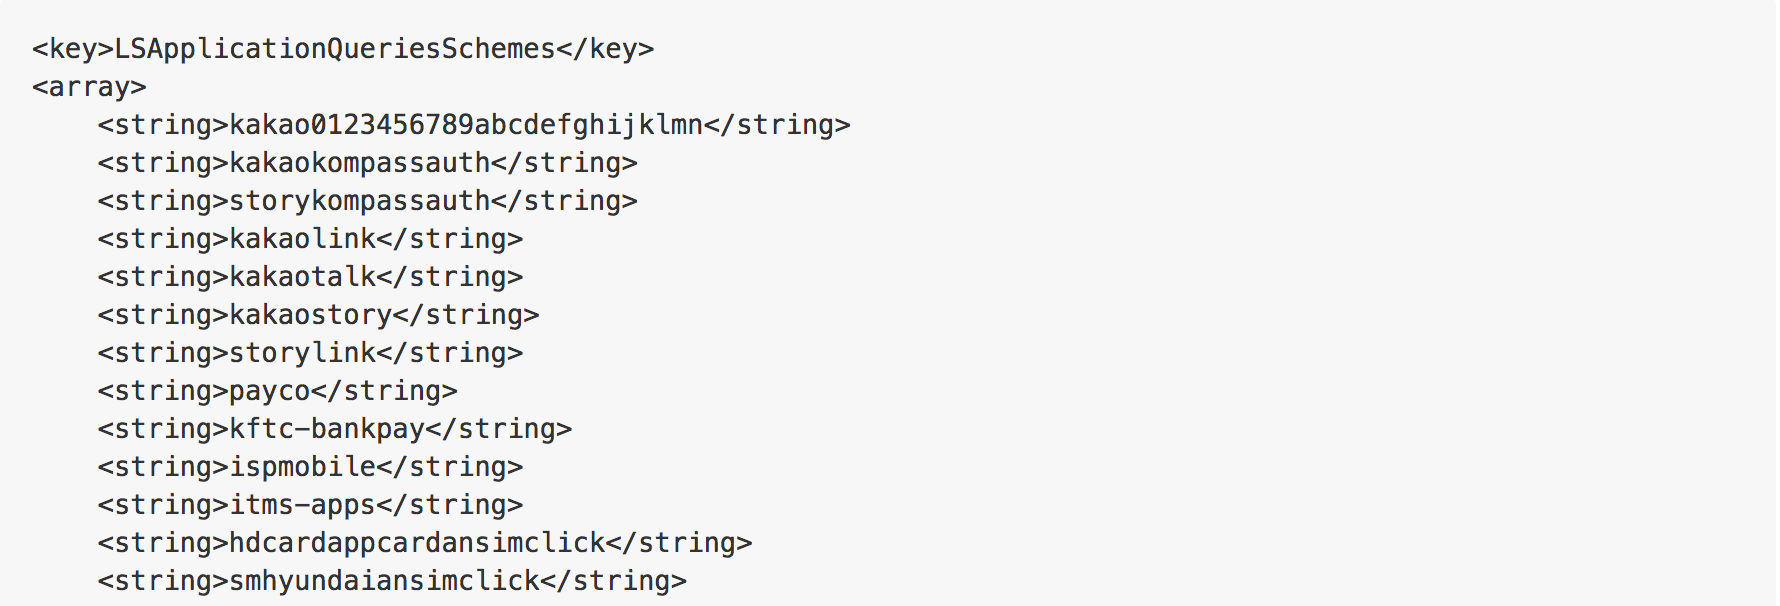 <key>LSApplicationQueriesSchemes</key>
<array>
    <string>kakao0123456789abcdefghijklmn</string>
    <string>kakaokompassauth</string>
    <string>storykompassauth</string>
    <string>kakaolink</string>
    <string>kakaotalk</string>
    <string>kakaostory</string>
    <string>storylink</string>
    <string>payco</string>
    <string>kftc-bankpay</string>
    <string>ispmobile</string>
    <string>itms-apps</string>
    <string>hdcardappcardansimclick</string>
    <string>smhyundaiansimclick</string>